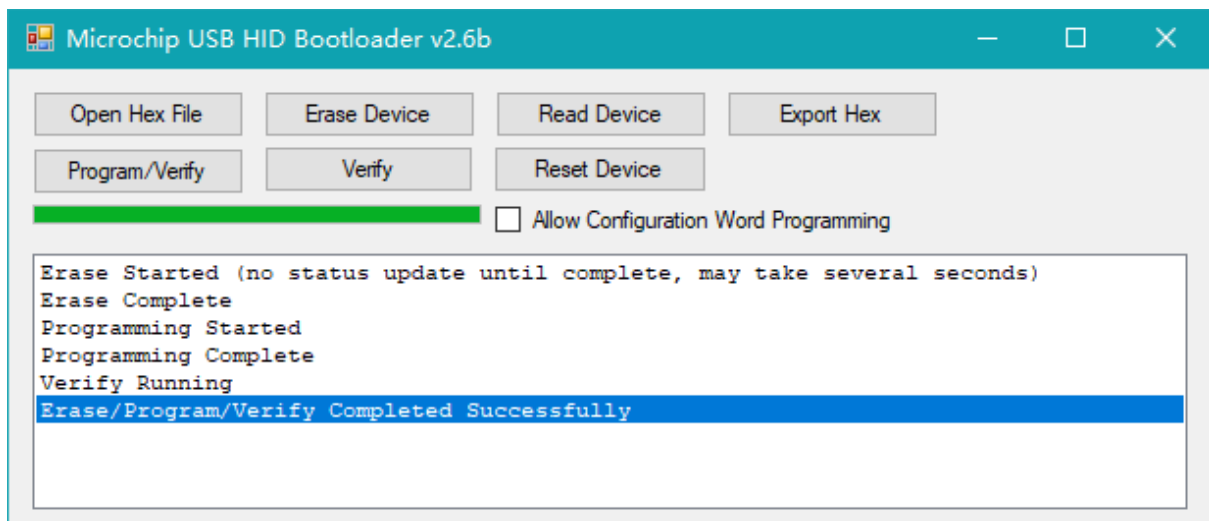 Microchip USB HID Bootloader v2.6b
Open Hex File Erase Device Read Device Export Hex
Program/Verify Verify Reset Device
Allow Configuration Word Programming
Erase Started (no status update until complete, may take several seconds)
Erase Complete
Programming Started
Programming Complete
Verify Running
Erase/Program/Verify Completed Successfully